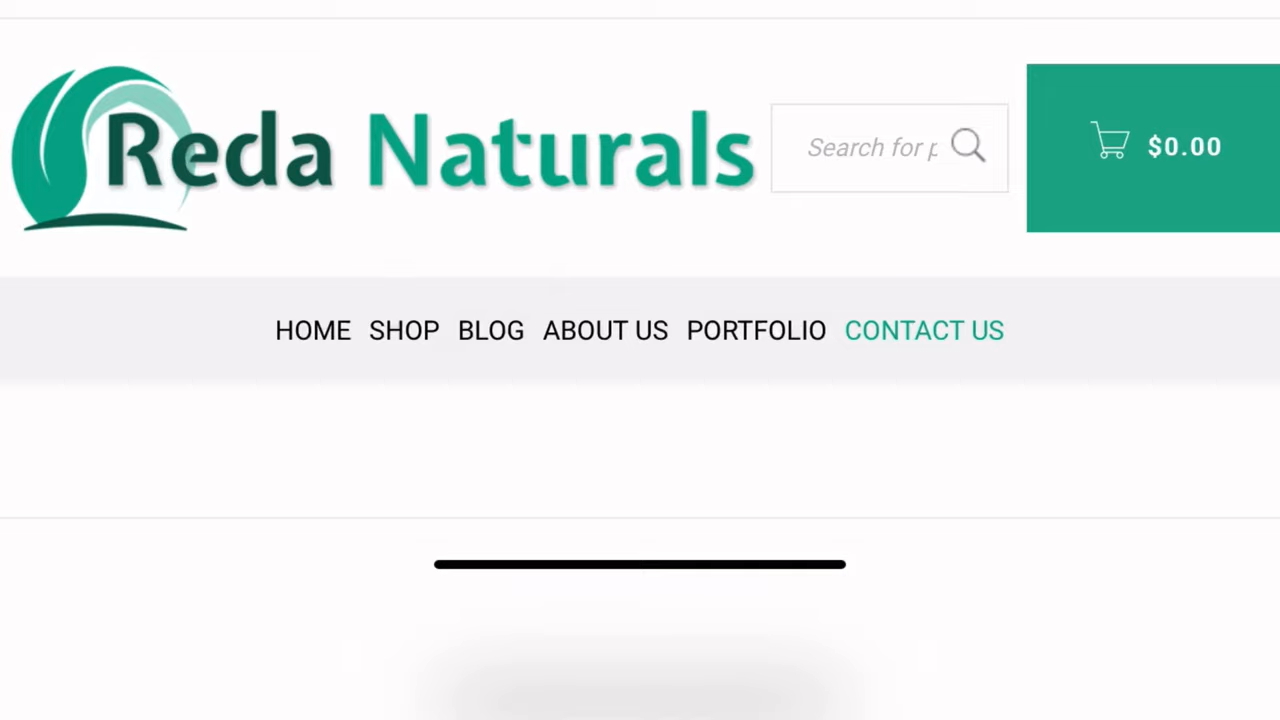 Reda Naturals
Search for p
$0.00
HOME SHOP BLOG ABOUT US PORTFOLIO CONTACT US